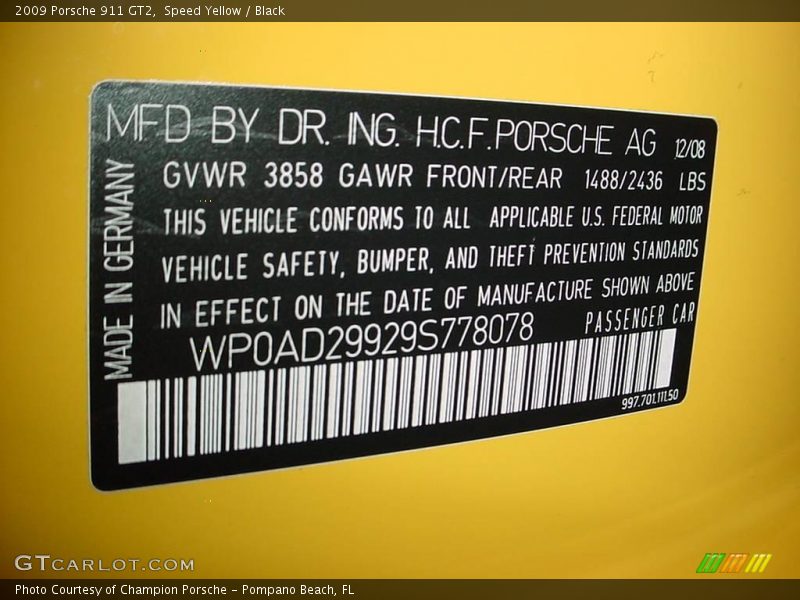 2009 Porsche 911 GT2,  Speed Yellow / Black
MFD BY DR. ING. H.C.F. PORSCHE AG 12/08
GVWR 3858 GAWR FRONT/REAR 1488/2436 LBS
THIS VEHICLE CONFORMS TO ALL APPLICABLE U.S. FEDERAL MOTOR
VEHICLE SAFETY, BUMPER, AND THEFT PREVENTION STANDARDS
IN EFFECT ON THE DATE OF MANUFACTURE SHOWN ABOVE
WP0AD29929S778078 PASSENGER CAR
997.701.111.50
MADE IN GERMANY
GTCARLOT.COM
Photo Courtesy of Champion Porsche - Pompano Beach, FL